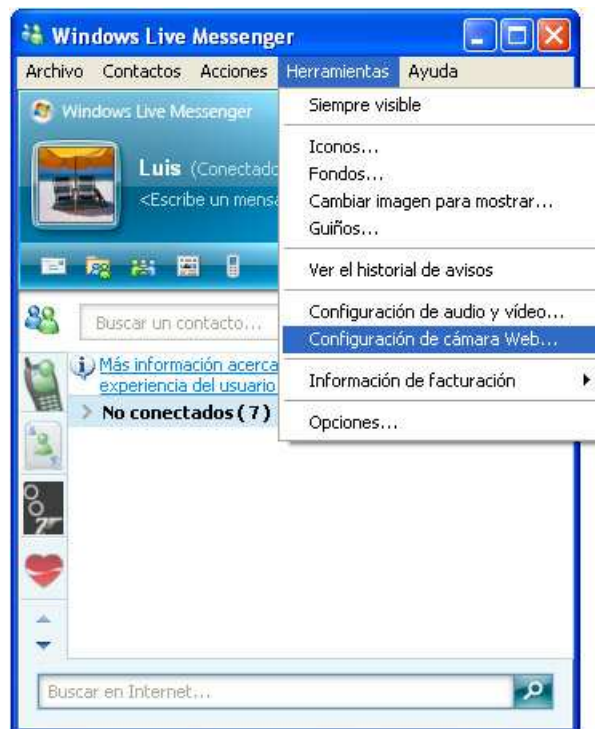 Windows Live Messenger
Archivo Contactos Acciones Herramientas Ayuda
Windows Live Messenger
Luis (Conectado
<Escribe un mensa
Siempre visible
Iconos...
Fondos...
Cambiar imagen para mostrar...
Guiños...
Ver el historial de avisos
Configuración de audio y vídeo...
Configuración de cámara Web...
Información de facturación
Opciones...
Buscar un contacto...
Más información acerca
experiencia del usuario
No conectados (7)
Buscar en Internet...